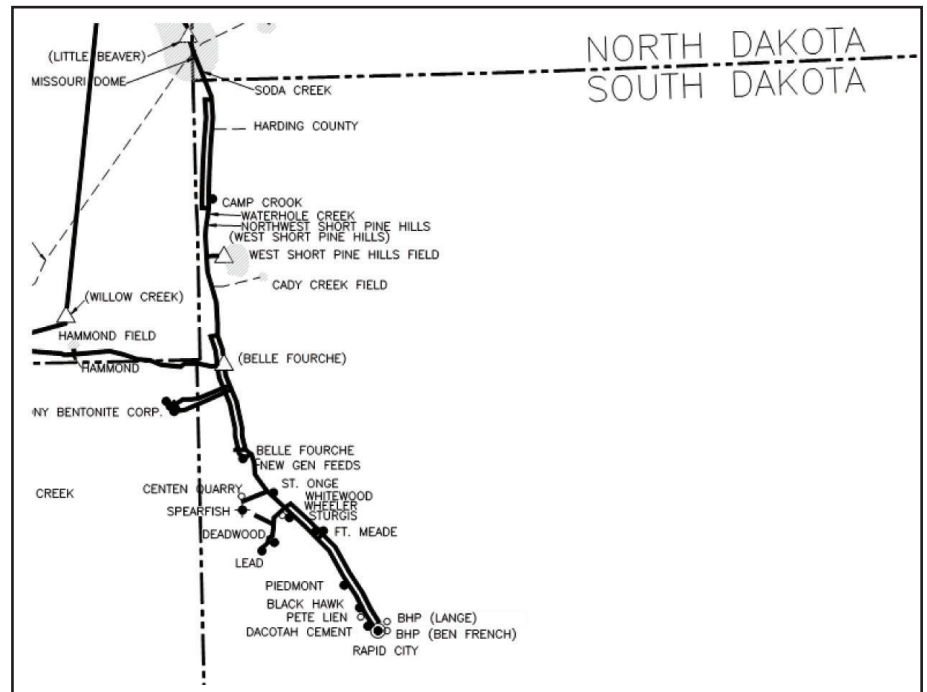 NORTH DAKOTA
(LITTLE BEAVER)
MISSOURI DOME
SODA CREEK
SOUTH DAKOTA
HARDING COUNTY
CAMP CROOK
WATERHOLE CREEK
NORTHWEST SHORT PINE HILLS
(WEST SHORT PINE HILLS)
WEST SHORT PINE HILLS FIELD
CADY CREEK FIELD
(WILLOW CREEK)
HAMMOND FIELD
(BELLE FOURCHE)
HAMMOND
NY BENTONITE CORP.
BELLE FOURCHE
NEW GEN FEEDS
ST. ONGE
CENTEN QUARRY
WHITEWOOD
CREEK
WHEELER
SPEARFISH
STURGIS
DEADWOOD
FT. MEADE
LEAD
PIEDMONT
BLACK HAWK
PETE LIEN
BHP (LANGE)
DACOTAH CEMENT
BHP (BEN FRENCH)
RAPID CITY